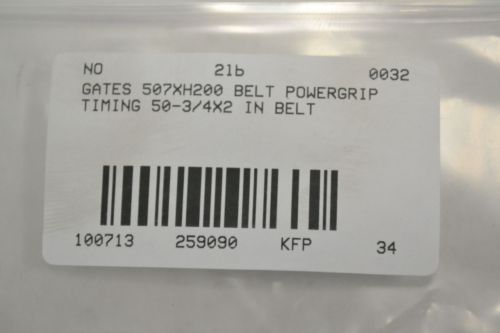 NO 21b 0032
GATES 507XH200 BELT POWERGRIP
TIMING 50-3/4X2 IN BELT
100713 259090 KFP 34